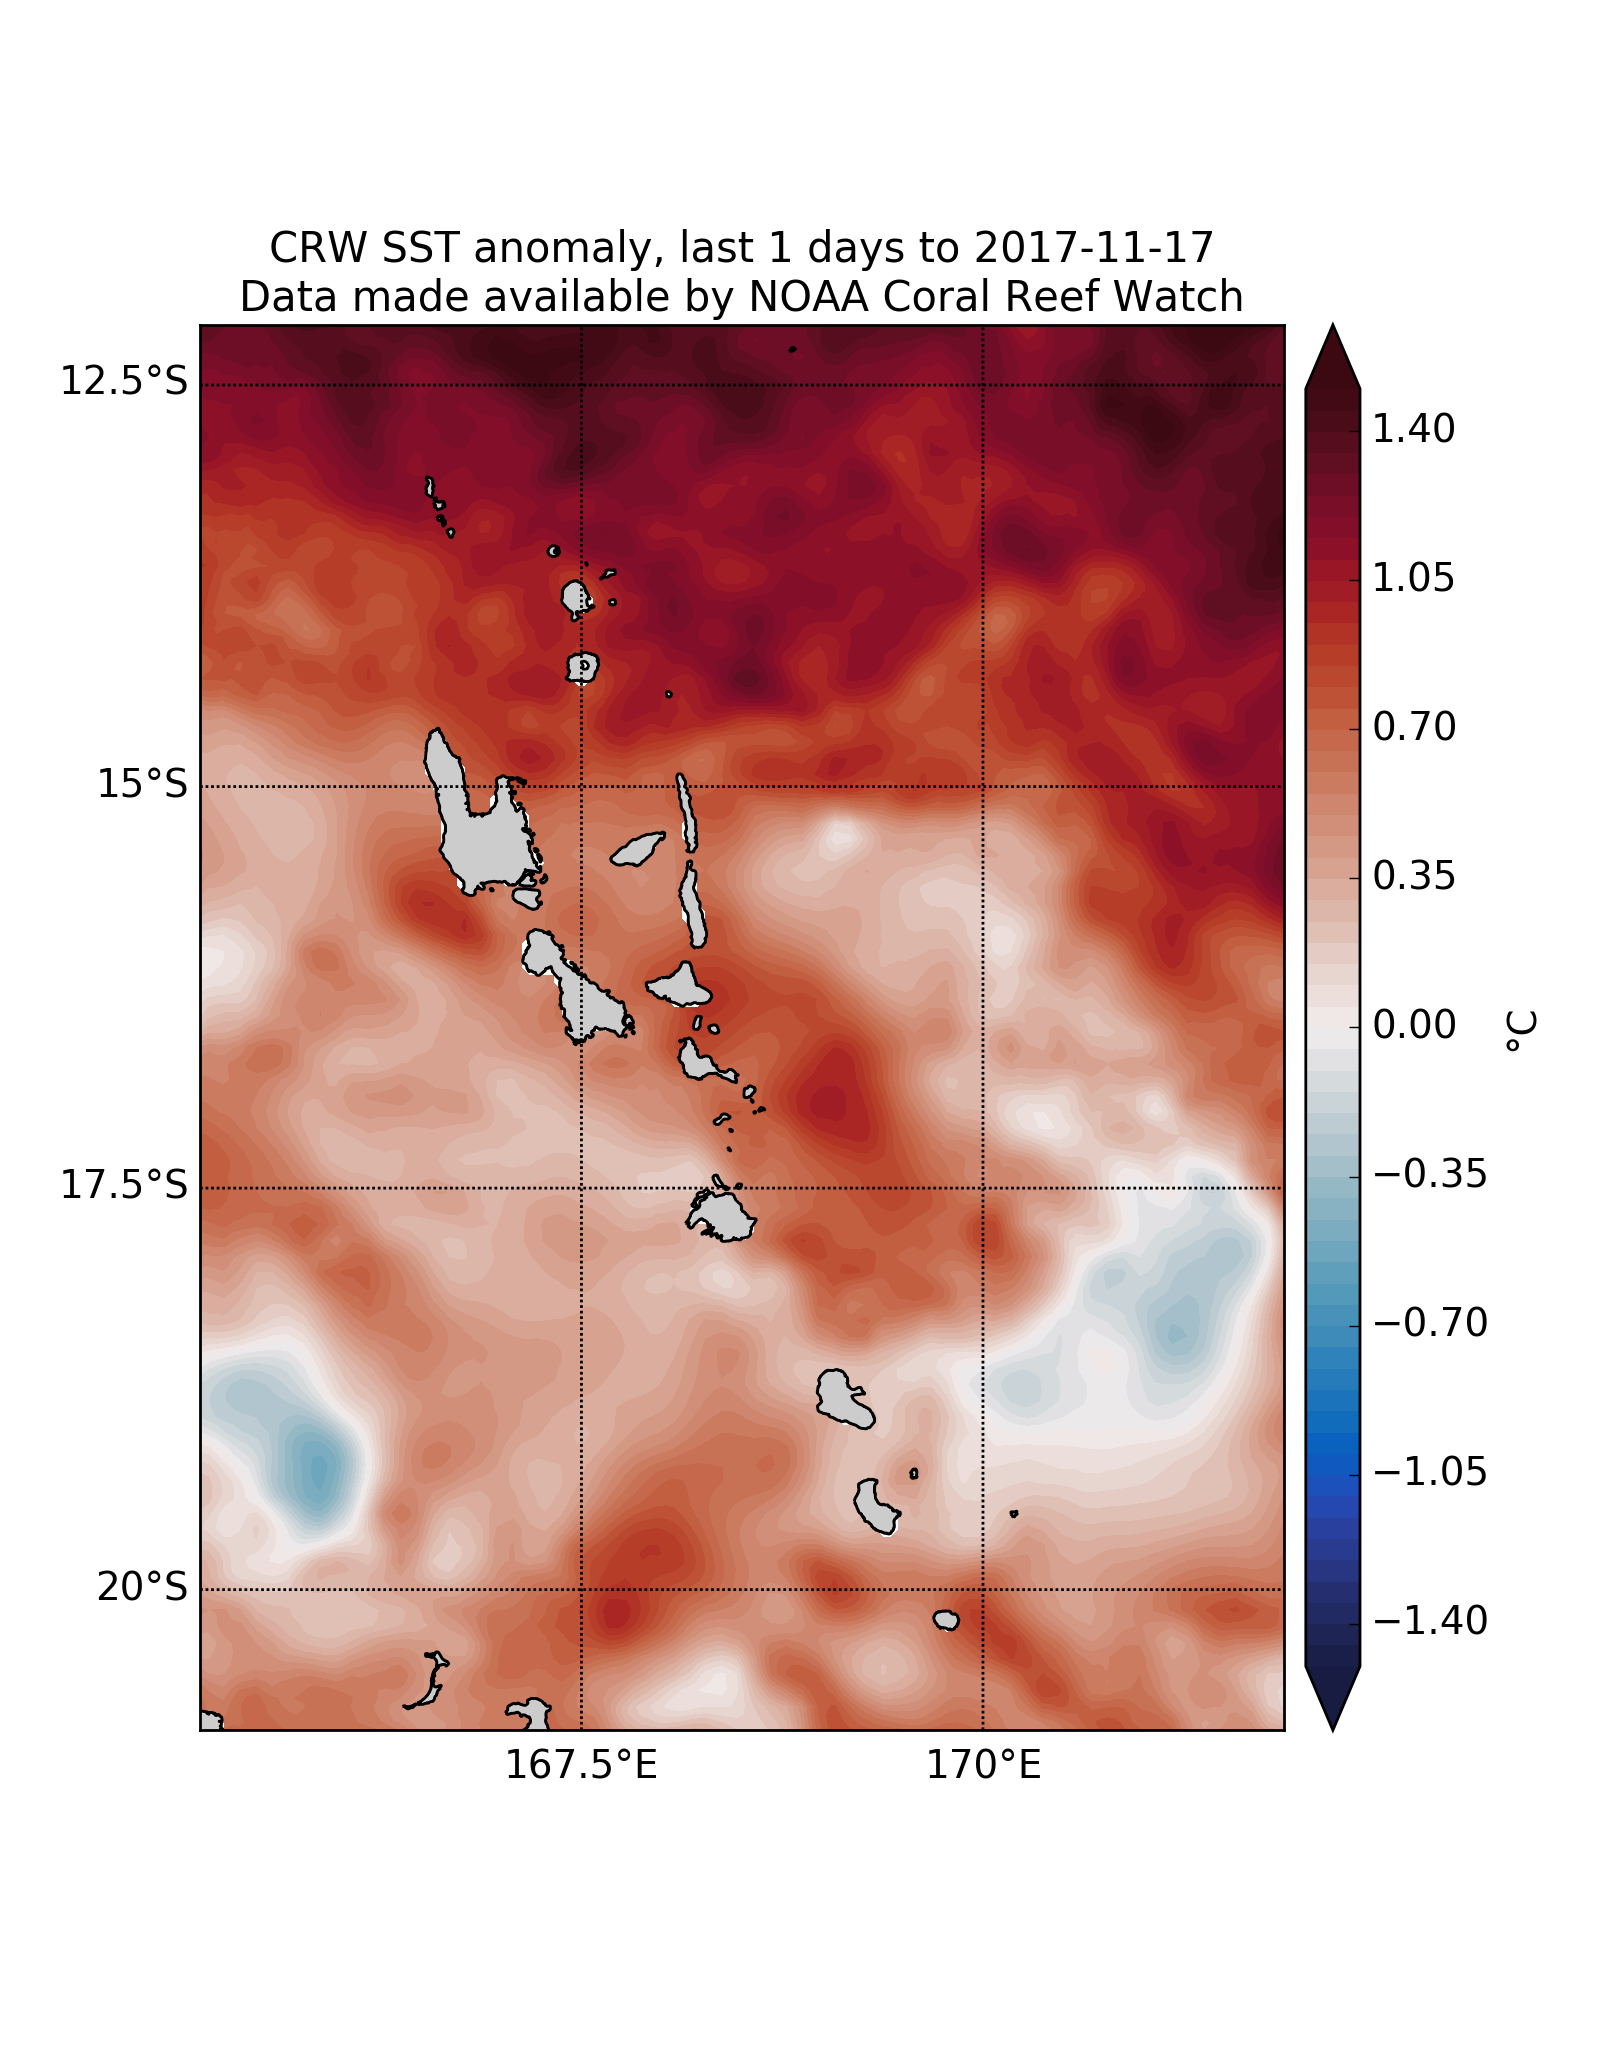 CRW SST anomaly, last 1 days to 2017-11-17
Data made available by NOAA Coral Reef Watch
12.5°S
15°S
17.5°S
20°S
167.5°E
170°E
1.40
1.05
0.70
0.35
0.00
−0.35
−0.70
−1.05
−1.40
°C